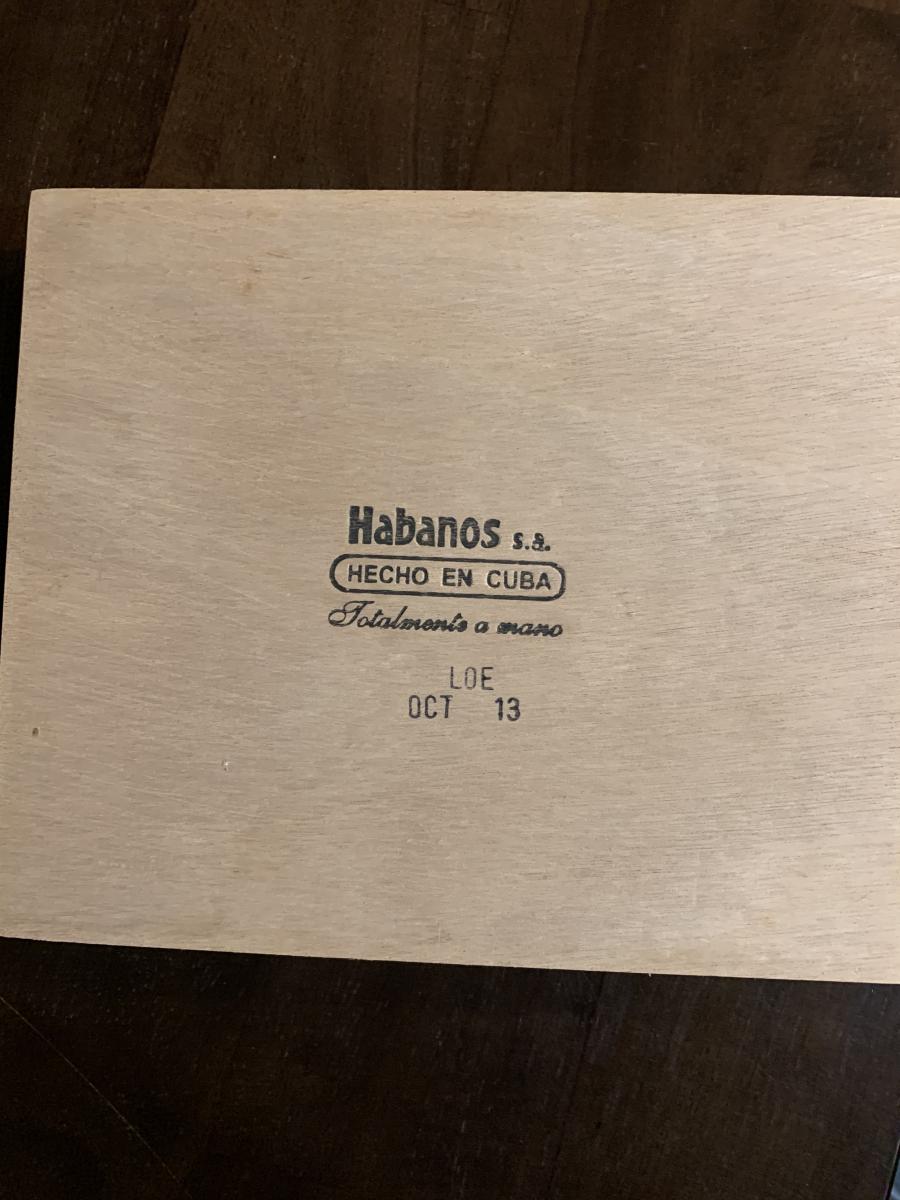 Habanos s.a.
HECHO EN CUBA
Totalmente a mano
LOE
OCT 13